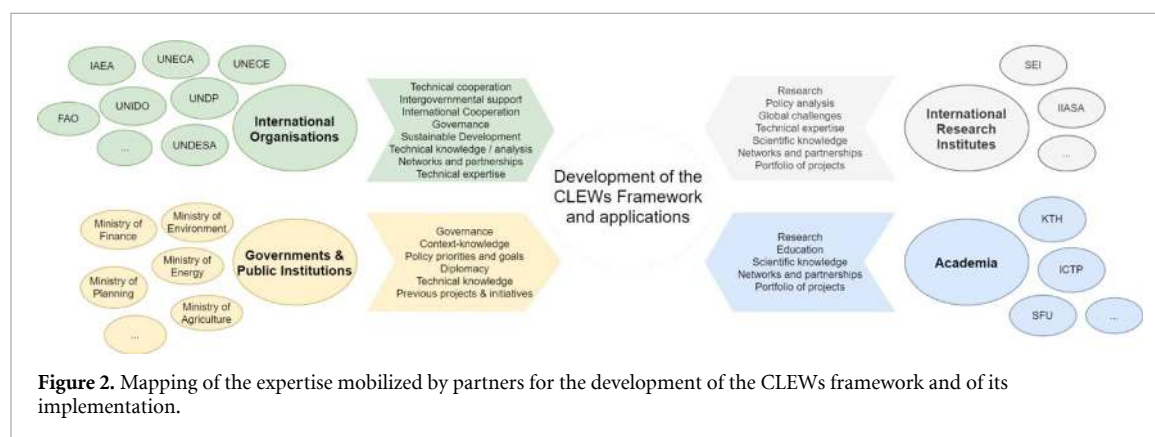 IAEA
UNECA
UNECE
FAO
UNIDO
UNDP
...
UNDESA
International
Organisations
Technical cooperation
Intergovernmental support
International Cooperation
Governance
Sustainable Development
Technical knowledge / analysis
Networks and partnerships
Technical expertise
Ministry of
Finance
Ministry of
Environment
Ministry of
Energy
Ministry of
Planning
Ministry of
Agriculture
...
Governments &
Public Institutions
Governance
Context-knowledge
Policy priorities and goals
Diplomacy
Technical knowledge
Previous projects & initiatives
Development of the
CLEWs Framework
and applications
Research
Policy analysis
Global challenges
Technical expertise
Scientific knowledge
Networks and partnerships
Portfolio of projects
International
Research
Institutes
SEI
IIASA
...
Research
Education
Scientific knowledge
Networks and partnerships
Portfolio of projects
Academia
KTH
ICTP
SFU
...
Figure 2. Mapping of the expertise mobilized by partners for the development of the CLEWs framework and of its
implementation.